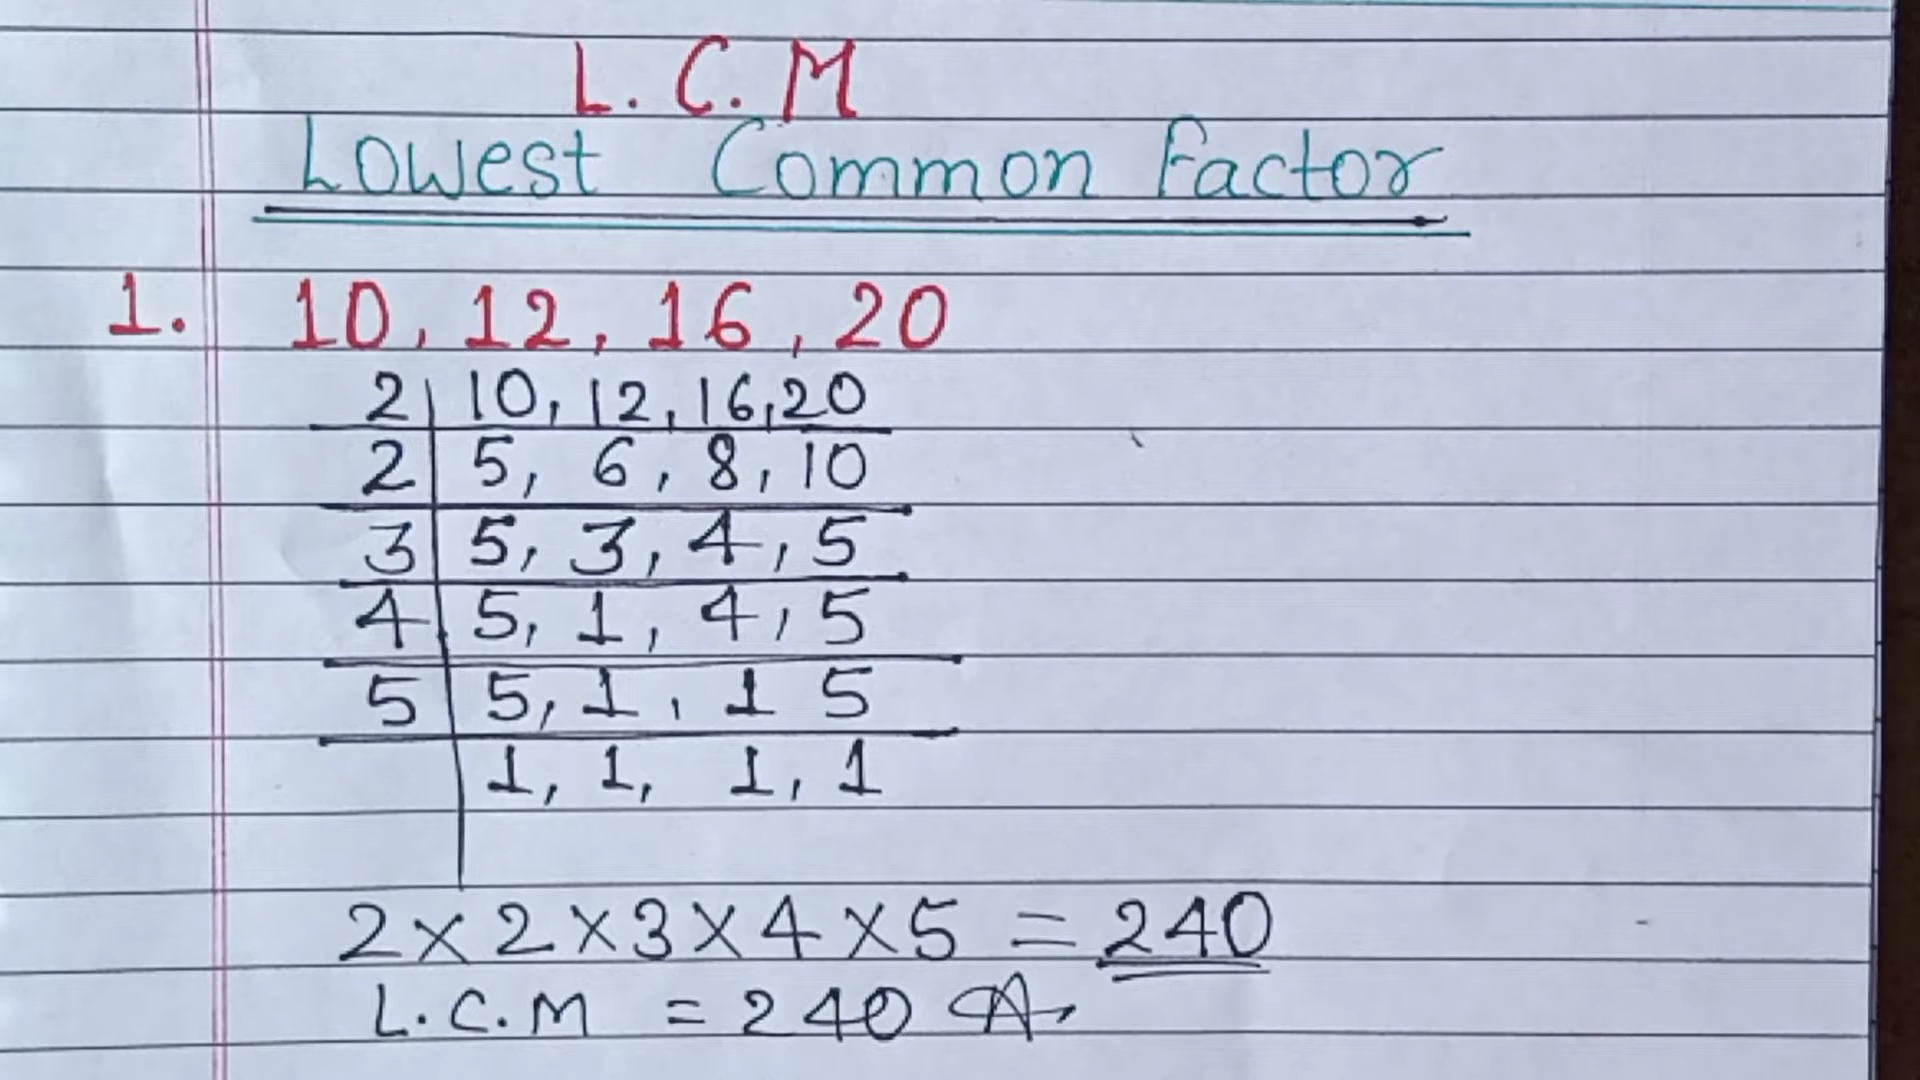 L.C.M
Lowest Common Factor
1. 10, 12, 16, 20
2 10, 12, 16, 20
2 5, 6, 8, 10
3 5, 3, 4, 5
4 5, 1, 4, 5
5 5, 1, 1 5
1, 1, 1, 1
2×2×3×4×5 = 240
L.C.M = 240 A